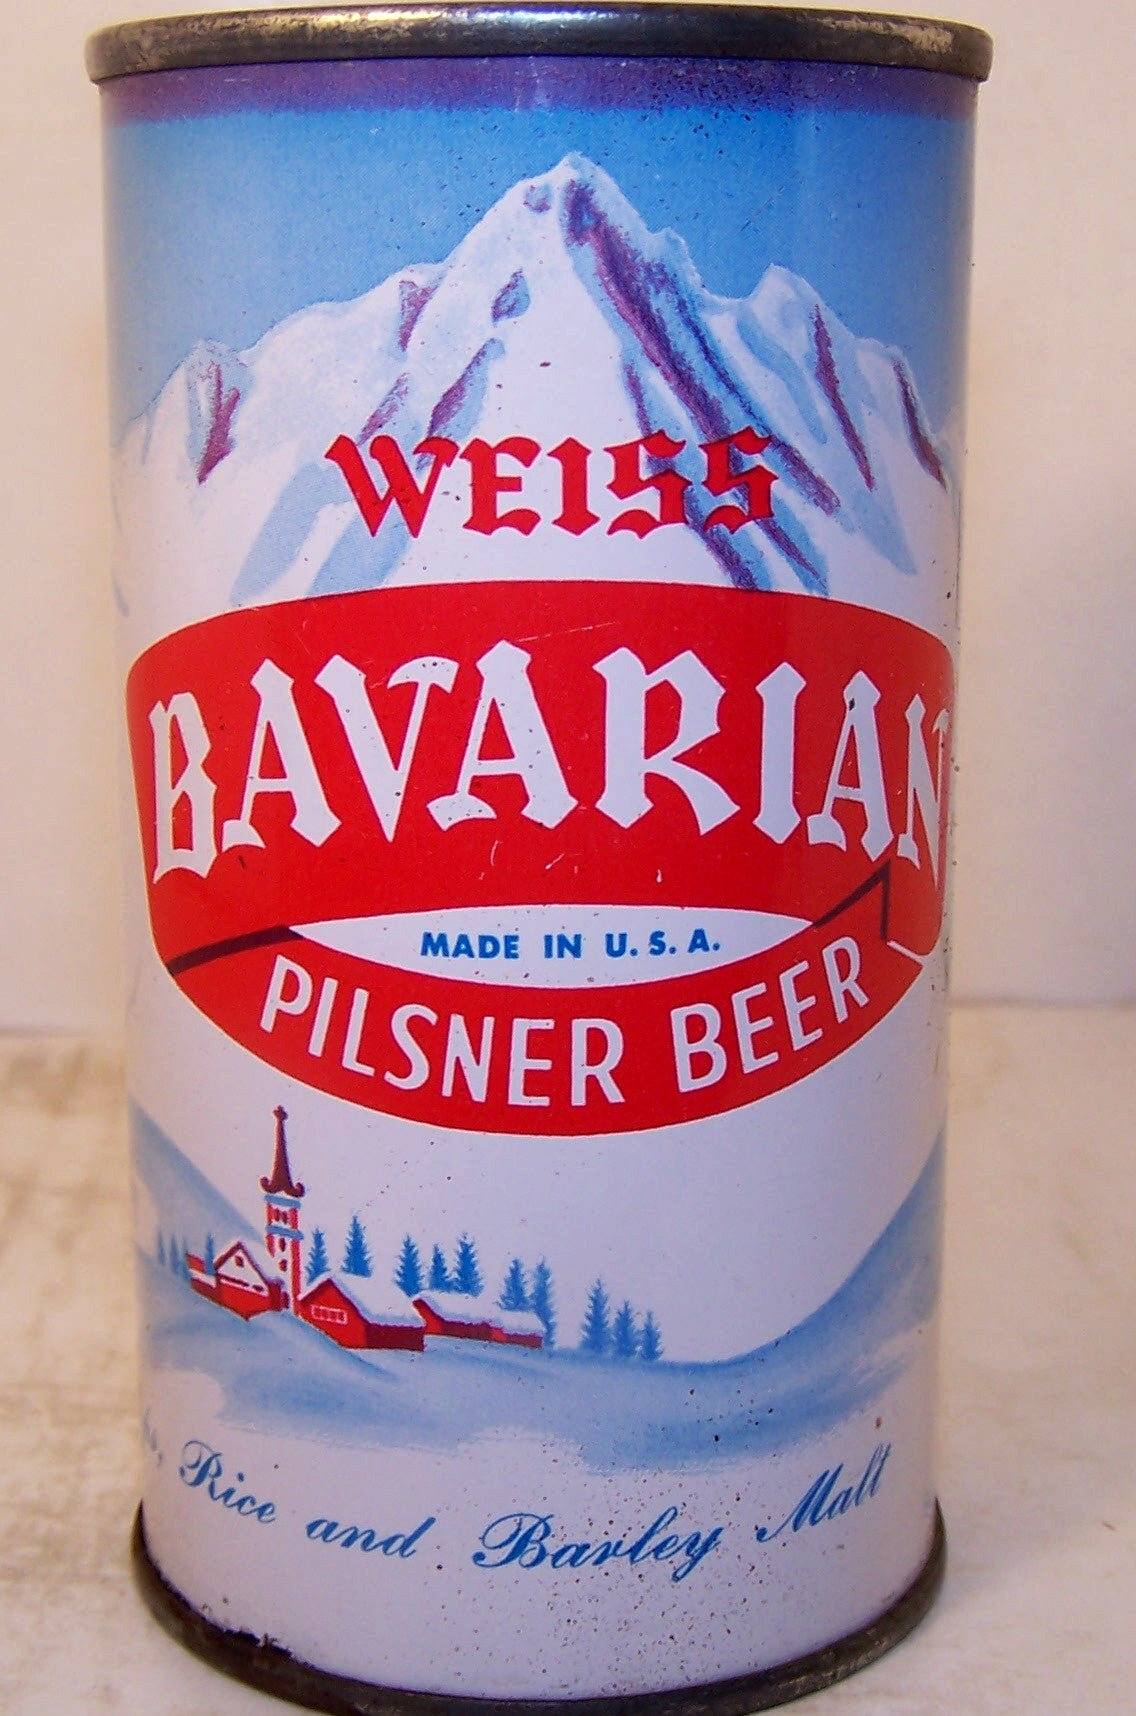 WEISS
BAVARIAN
MADE IN U.S.A.
PILSNER BEER
Rice and Barley Malt